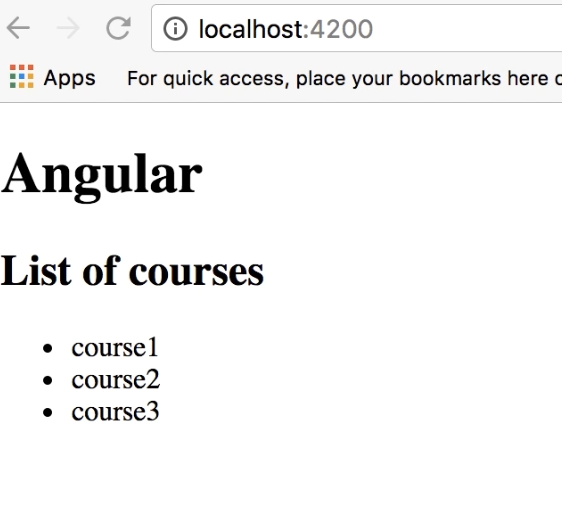 localhost:4200
Apps For quick access, place your bookmarks here
Angular
List of courses
course1
course2
course3